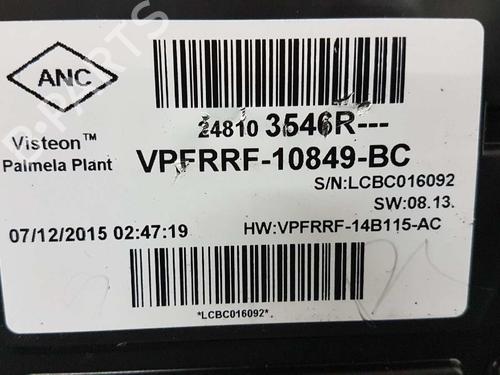 ANC
Visteon™
Palmela Plant
24810 3546R---
VPFRRF-10849-BC
S/N:LCBC016092
SW:08.13.
07/12/2015 02:47:19
HW:VPFRRF-14B115-AC
*LCBC016092*
B-PARTS